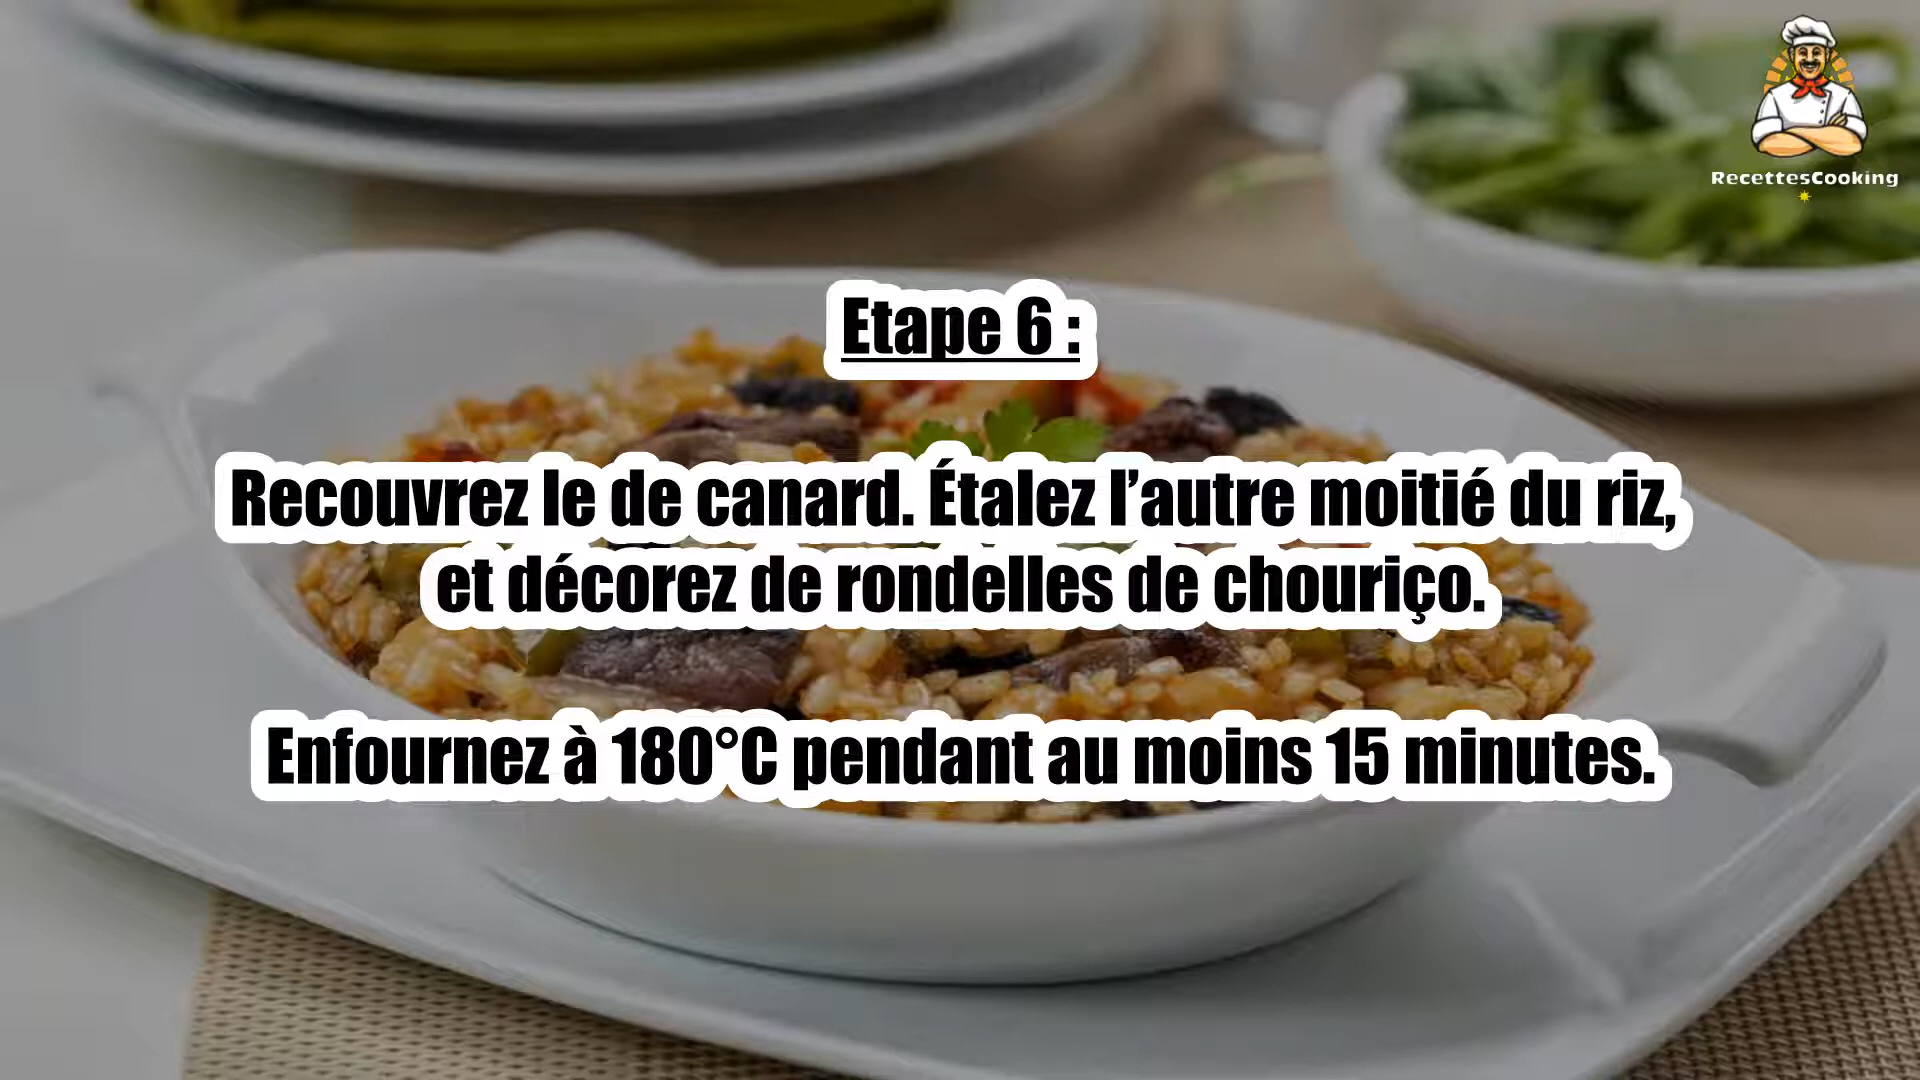 RecettesCooking
Etape 6 :
Recouvrez le de canard. Étalez l’autre moitié du riz,
et décorez de rondelles de chouriço.
Enfournez à 180°C pendant au moins 15 minutes.